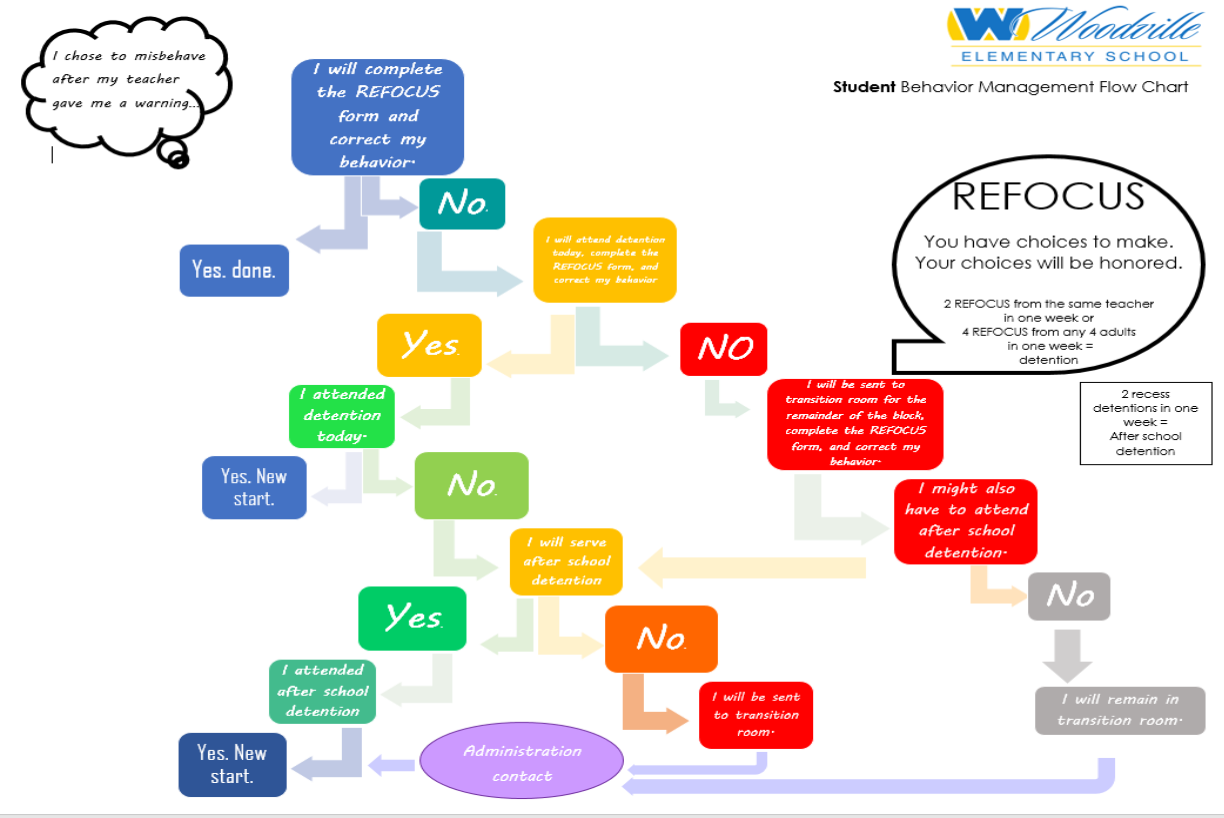 I chose to misbehave
after my teacher
gave me a warning...
W Woodville
ELEMENTARY SCHOOL
Student Behavior Management Flow Chart
I will complete
the REFOCUS
form and
correct my
behavior.
No.
Yes. done.
I will attend detention
today, complete the
REFOCUS form, and
correct my behavior
REFOCUS
You have choices to make.
Your choices will be honored.
2 REFOCUS from the same teacher
in one week or
4 REFOCUS from any 4 adults
in one week =
detention
Yes.
NO
I attended
detention
today.
I will be sent to
transition room for the
remainder of the block,
complete the REFOCUS
form, and correct my
behavior.
2 recess
detentions in one
week =
After school
detention
Yes. New
start.
No.
I might also
have to attend
after school
detention.
I will serve
after school
detention
No
Yes.
No.
I attended
after school
detention
I will be sent
to transition
room.
I will remain in
transition room.
Yes. New
start.
Administration
contact